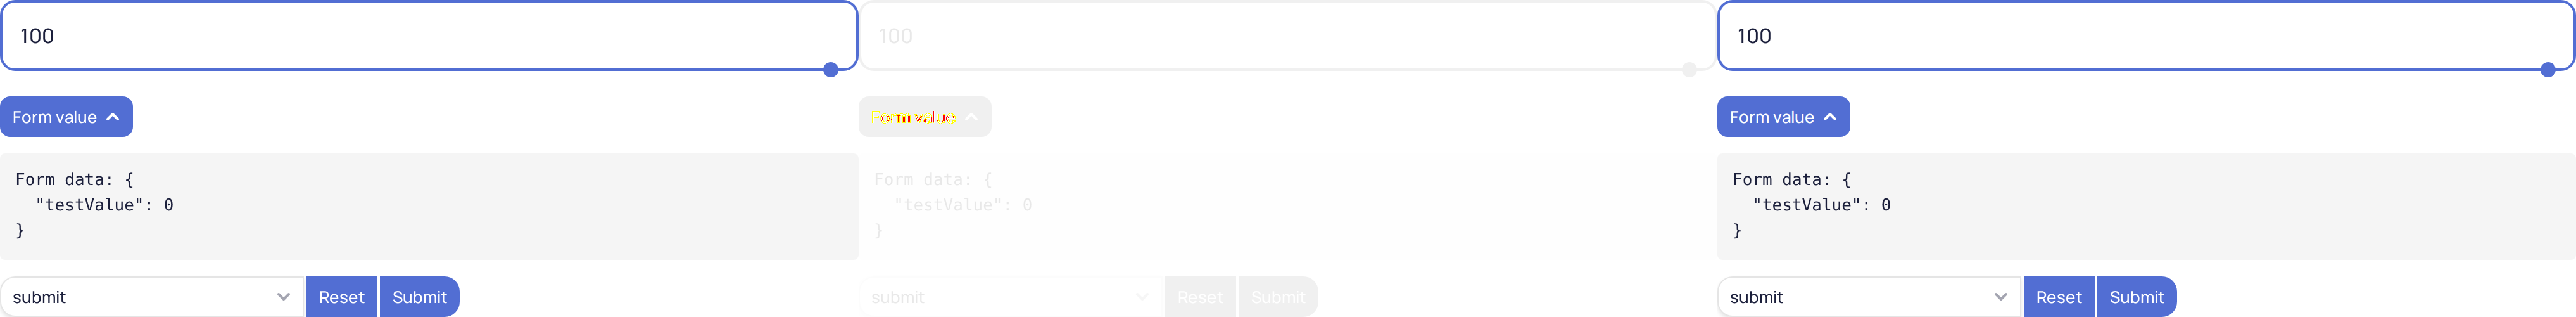 100
Form value
Form data: {
  "testValue": 0
}
submit
Reset
Submit
100
Form value
Form data: {
  "testValue": 0
}
submit
Reset
Submit
100
Form value
Form data: {
  "testValue": 0
}
submit
Reset
Submit